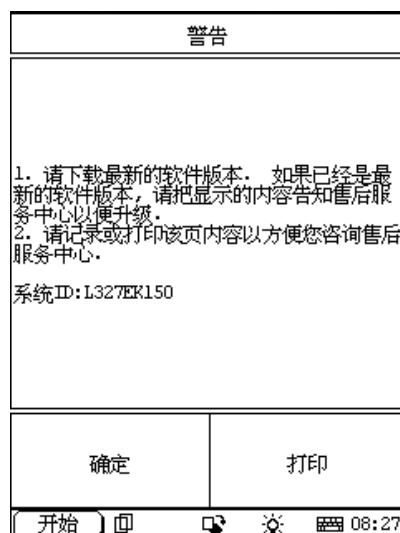 警告
1. 请下载最新的软件版本. 如果已经是最
新的软件版本, 请把显示的内容告知售后服
务中心以便升级.
2. 请记录或打印该页内容以方便您咨询售后
服务中心.
系统ID:L327EK150
确定
打印
开始
08:27